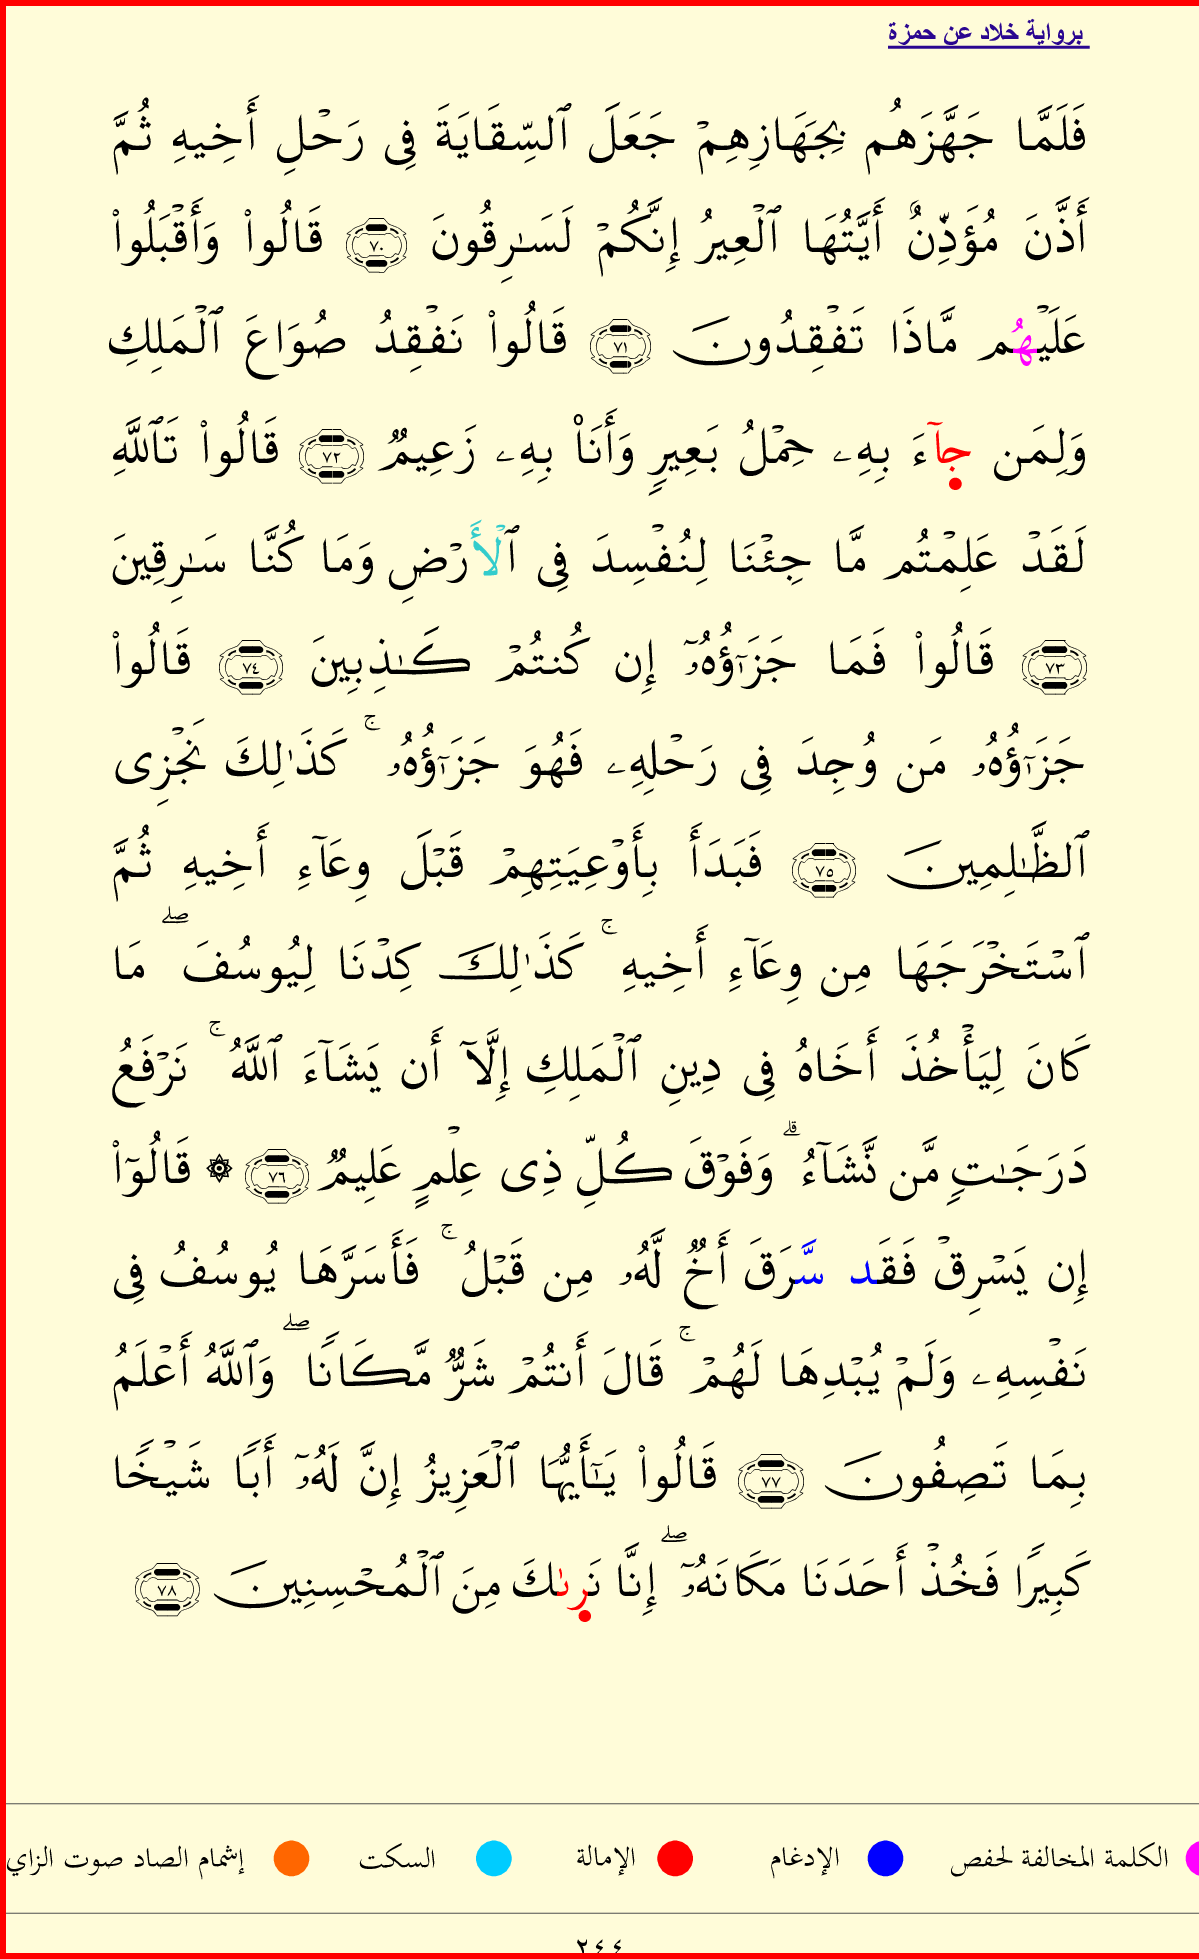 برواية خلاد عن حمزة
فَلَمَّا جَهَّزَهُم بِجَهَازِهِمْ جَعَلَ ٱلسِّقَايَةَ فِى رَحْلِ أَخِيهِ ثُمَّ
أَذَّنَ مُؤَذِّنٌ أَيَّتُهَا ٱلْعِيرُ إِنَّكُمْ لَسَـٰرِقُونَ ٧٠ قَالُوا۟ وَأَقْبَلُوا۟
عَلَيْهُم مَّاذَا تَفْقِدُونَ ٧١ قَالُوا۟ نَفْقِدُ صُوَاعَ ٱلْمَلِكِ
وَلِمَن جَآءَ بِهِۦ حِمْلُ بَعِيرٍ وَأَنَا۠ بِهِۦ زَعِيمٌ ٧٢ قَالُوا۟ تَٱللَّهِ
لَقَدْ عَلِمْتُم مَّا جِئْنَا لِنُفْسِدَ فِى ٱلْأَرْضِ وَمَا كُنَّا سَـٰرِقِينَ
٧٣ قَالُوا۟ فَمَا جَزَٰٓؤُهُۥٓ إِن كُنتُمْ كَـٰذِبِينَ ٧٤ قَالُوا۟
جَزَٰٓؤُهُۥ مَن وُجِدَ فِى رَحْلِهِۦ فَهُوَ جَزَٰٓؤُهُۥ ۚ كَذَٰلِكَ نَجْزِى
ٱلظَّـٰلِمِينَ ٧٥ فَبَدَأَ بِأَوْعِيَتِهِمْ قَبْلَ وِعَآءِ أَخِيهِ ثُمَّ
ٱسْتَخْرَجَهَا مِن وِعَآءِ أَخِيهِ ۚ كَذَٰلِكَ كِدْنَا لِيُوسُفَ ۖ مَا
كَانَ لِيَأْخُذَ أَخَاهُ فِى دِينِ ٱلْمَلِكِ إِلَّآ أَن يَشَآءَ ٱللَّهُ ۚ نَرْفَعُ
دَرَجَـٰتٍ مَّن نَّشَآءُ ۗ وَفَوْقَ كُلِّ ذِى عِلْمٍ عَلِيمٌ ٧٦ ۞ قَالُوٓا۟
إِن يَسْرِقْ فَقَد سَّرَقَ أَخٌ لَّهُۥ مِن قَبْلُ ۚ فَأَسَرَّهَا يُوسُفُ فِى
نَفْسِهِۦ وَلَمْ يُبْدِهَا لَهُمْ ۚ قَالَ أَنتُمْ شَرٌّ مَّكَانًا ۖ وَٱللَّهُ أَعْلَمُ
بِمَا تَصِفُونَ ٧٧ قَالُوا۟ يَـٰٓأَيُّهَا ٱلْعَزِيزُ إِنَّ لَهُۥٓ أَبًا شَيْخًا
كَبِيرًا فَخُذْ أَحَدَنَا مَكَانَهُۥٓ ۖ إِنَّا نَرِىٰكَ مِنَ ٱلْمُحْسِنِينَ ٧٨
الكلمة المخالفة لحفص الإدغام الإمالة السكت إشمام الصاد صوت الزاي
٢٤٤